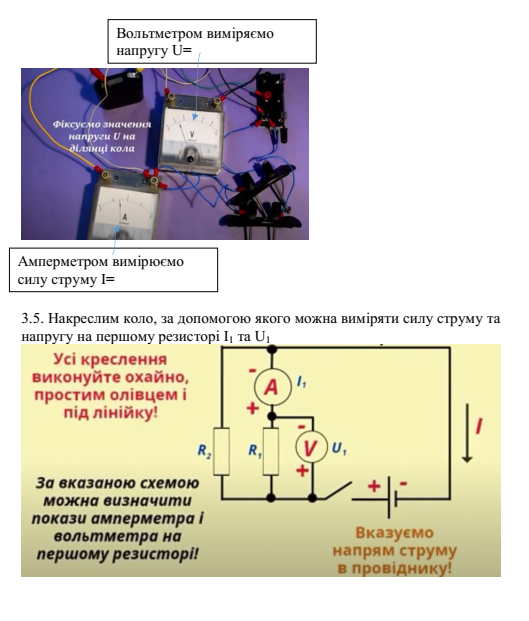 Вольтметром виміряємо
напругу U=
Фіксуємо значення
напруги U на
ділянці кола
V
A
Амперметром вимірюємо
силу струму I=
3.5. Накреслим коло, за допомогою якого можна виміряти силу струму та
напругу на першому резисторі I₁ та U₁
Усі креслення
виконуйте охайно,
простим олівцем і
під лінійку!
- A I₁
+
R₂ R₁ - V U₁
+
I
+ -
За вказаною схемою
можна визначити
покази амперметра і
вольтметра на
першому резисторі!
Вказуємо
напрям струму
в провіднику!